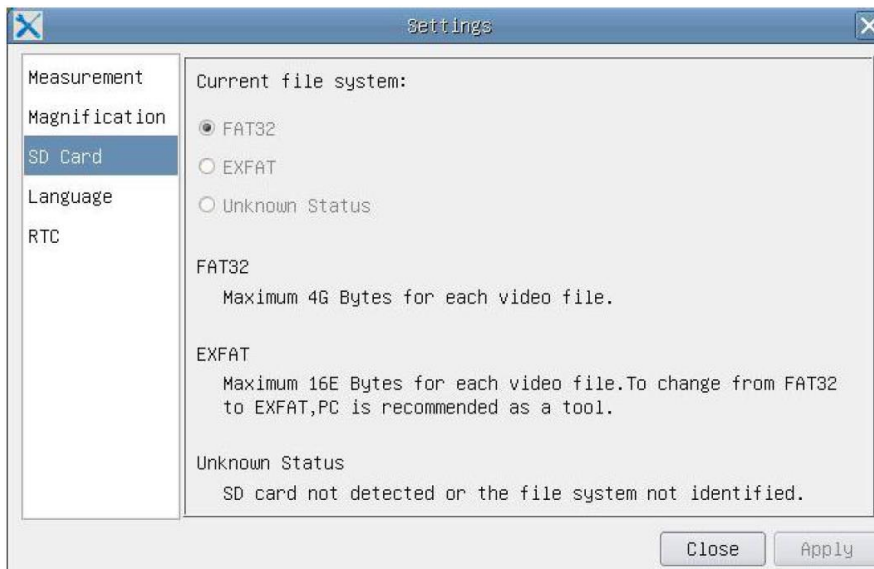 Settings
Measurement
Magnification
SD Card
Language
RTC
Current file system:
FAT32
EXFAT
Unknown Status
FAT32
Maximum 4G Bytes for each video file.
EXFAT
Maximum 16E Bytes for each video file.To change from FAT32
to EXFAT,PC is recommended as a tool.
Unknown Status
SD card not detected or the file system not identified.
Close
Apply